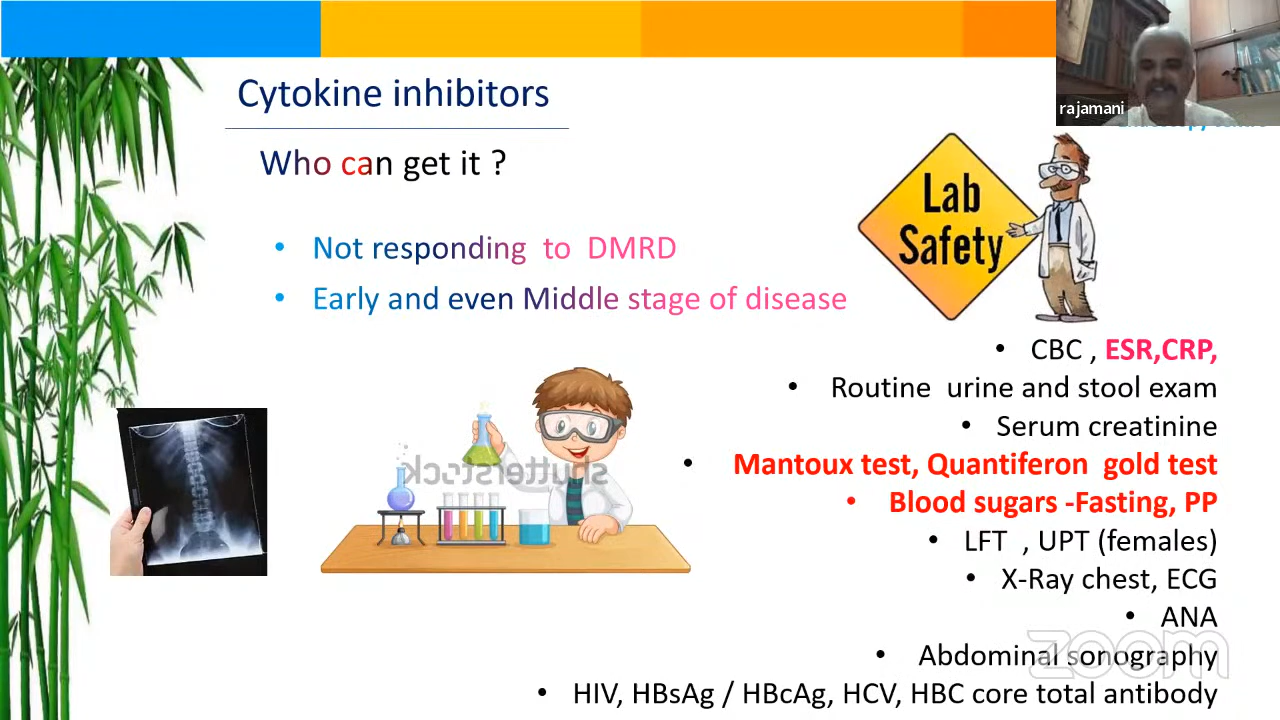 rajamani
Cytokine inhibitors
Who can get it ?
• Not responding to DMRD
• Early and even Middle stage of disease
Lab
Safety
shutterstock
• CBC , ESR,CRP,
• Routine urine and stool exam
• Serum creatinine
• Mantoux test, Quantiferon gold test
• Blood sugars -Fasting, PP
• LFT , UPT (females)
• X-Ray chest, ECG
• ANA
• Abdominal sonography
zoom
• HIV, HBsAg / HBcAg, HCV, HBC core total antibody